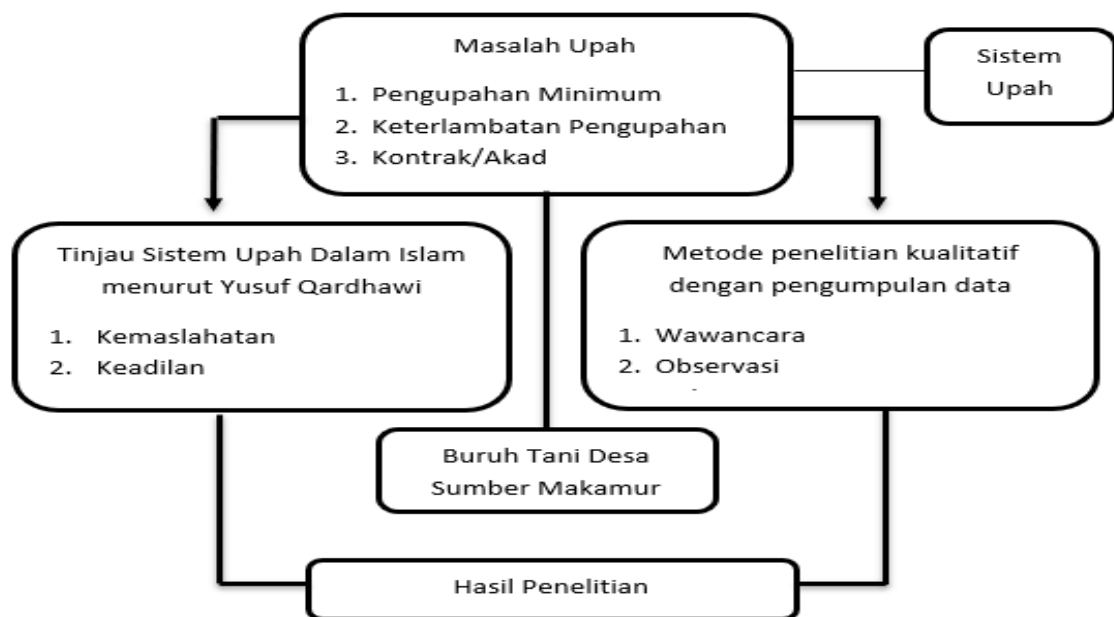 Masalah Upah
1. Pengupahan Minimum
2. Keterlambatan Pengupahan
3. Kontrak/Akad
Sistem
Upah
Tinjau Sistem Upah Dalam Islam
menurut Yusuf Qardhawi
1. Kemaslahatan
2. Keadilan
Metode penelitian kualitatif
dengan pengumpulan data
1. Wawancara
2. Observasi
Buruh Tani Desa
Sumber Makamur
Hasil Penelitian